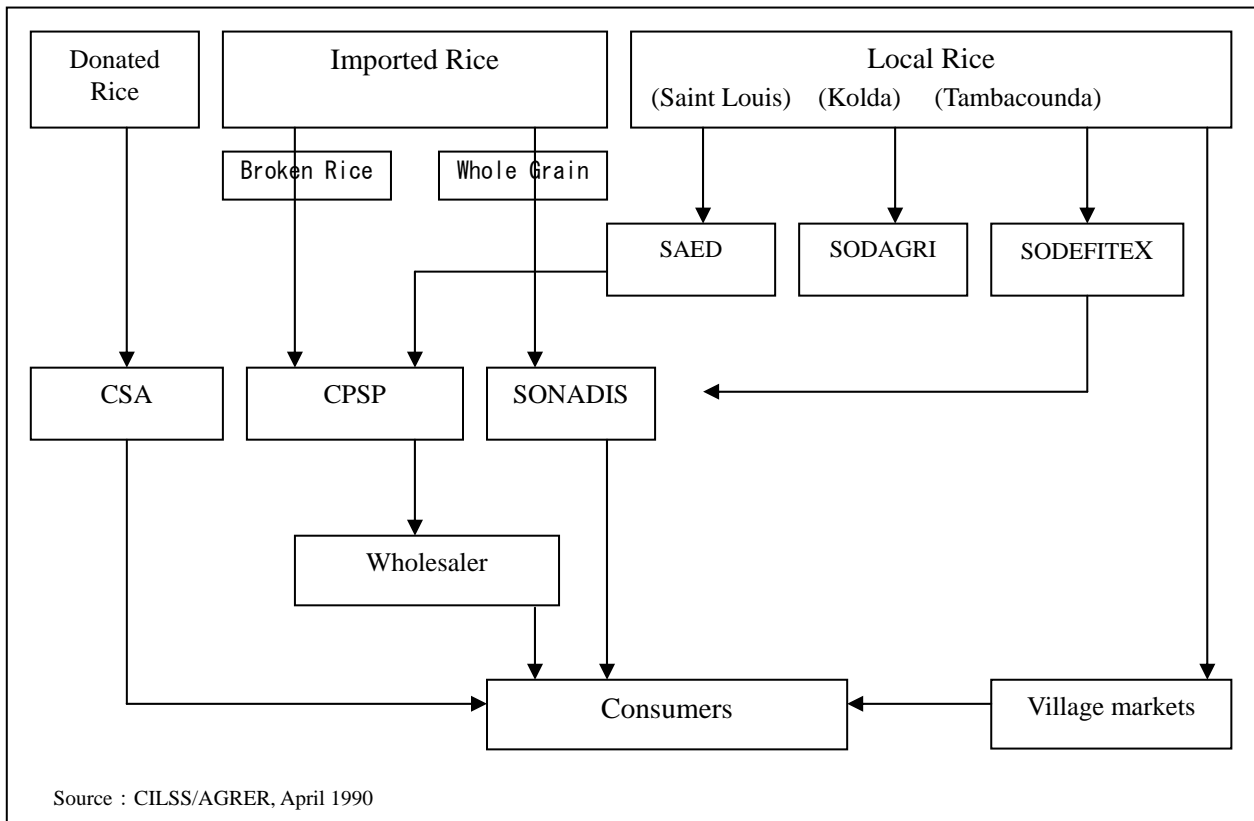 Donated
Rice
Imported Rice
Local Rice
(Saint Louis) (Kolda) (Tambacounda)
Broken Rice
Whole Grain
SAED
SODAGRI
SODEFITEX
CSA
CPSP
SONADIS
Wholesaler
Consumers
Village markets
Source：CILSS/AGRER, April 1990